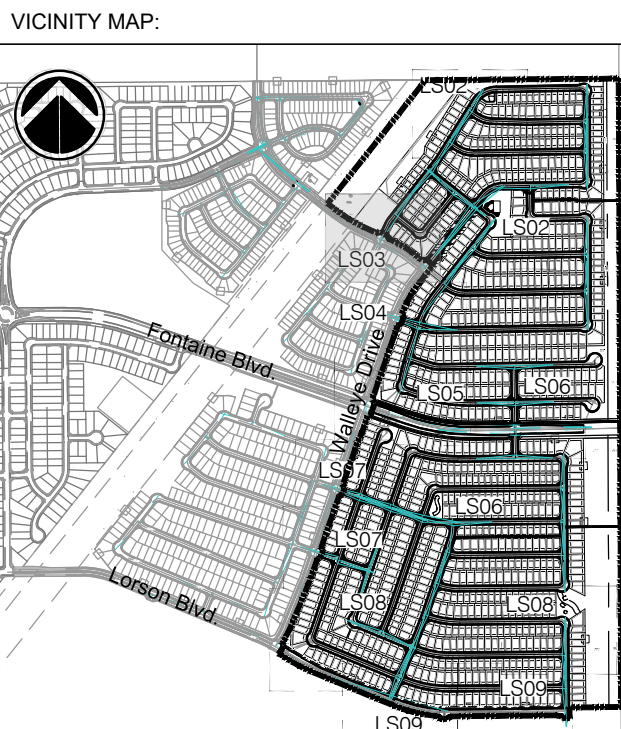 VICINITY MAP:
LS02
LS02
LS03
LS04
Fontaine Blvd.
Walleye Drive
LS05
LS06
LS07
LS06
LS07
LS08
LS08
Lorson Blvd.
LS09
LS09